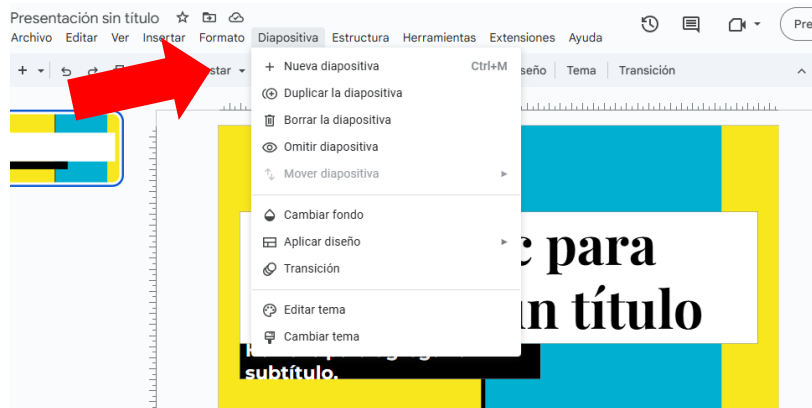 Presentación sin título
Pre
Archivo Editar Ver Insertar Formato Diapositiva Estructura Herramientas Extensiones Ayuda
star seño Tema Transición
Nueva diapositiva Ctrl+M
Duplicar la diapositiva
Borrar la diapositiva
Omitir diapositiva
Mover diapositiva
Cambiar fondo
Aplicar diseño
Transición
Editar tema
Cambiar tema
c para
in título
subtítulo.